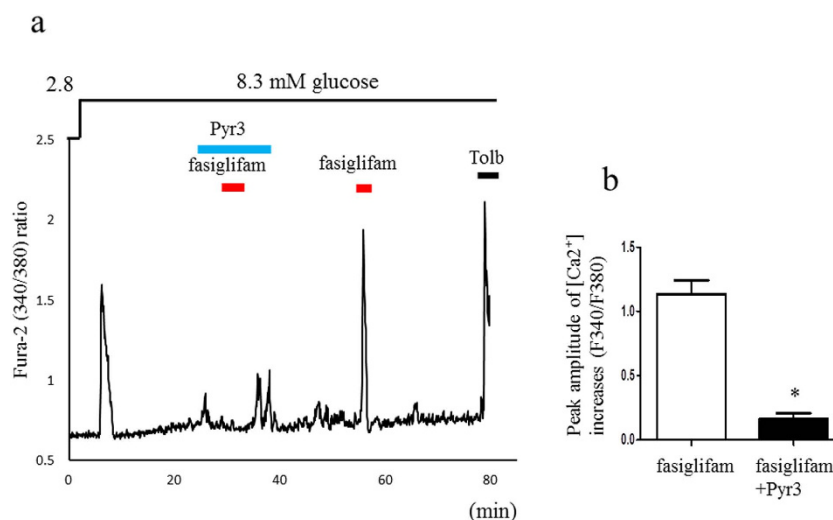 a
2.8
8.3 mM glucose
Pyr3
fasiglifam
fasiglifam
Tolb
Fura-2 (340/380) ratio
2.5
2
1.5
1
0.5
0
20
40
60
80
(min)
b
Peak amplitude of [Ca2⁺]
increases (F340/F380)
1.5
1.0
0.5
0.0
*
fasiglifam
fasiglifam
+Pyr3